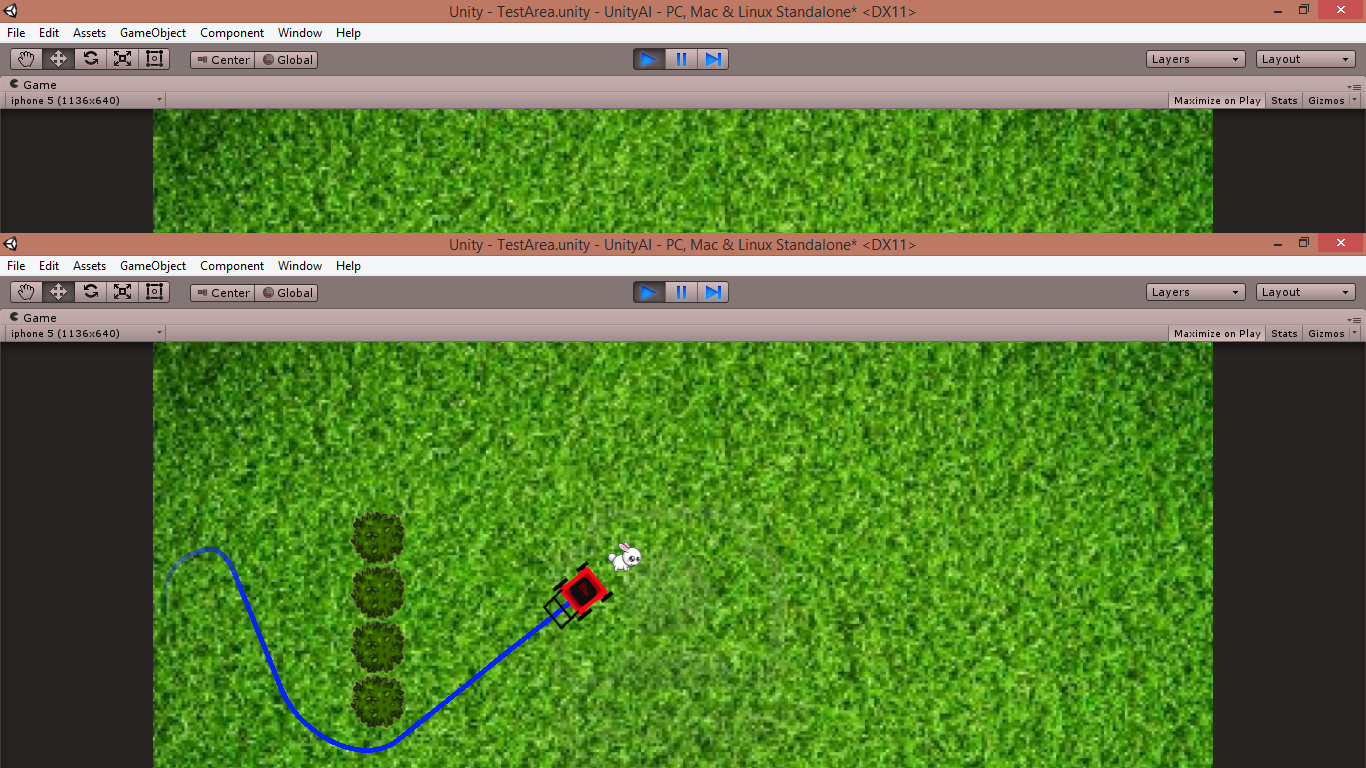 Unity - TestArea.unity - UnityAI - PC, Mac & Linux Standalone* <DX11>
File Edit Assets GameObject Component Window Help
Center Global Layers Layout
Game
iphone 5 (1136x640) Maximize on Play Stats Gizmos
Unity - TestArea.unity - UnityAI - PC, Mac & Linux Standalone* <DX11>
File Edit Assets GameObject Component Window Help
Center Global Layers Layout
Game
iphone 5 (1136x640) Maximize on Play Stats Gizmos